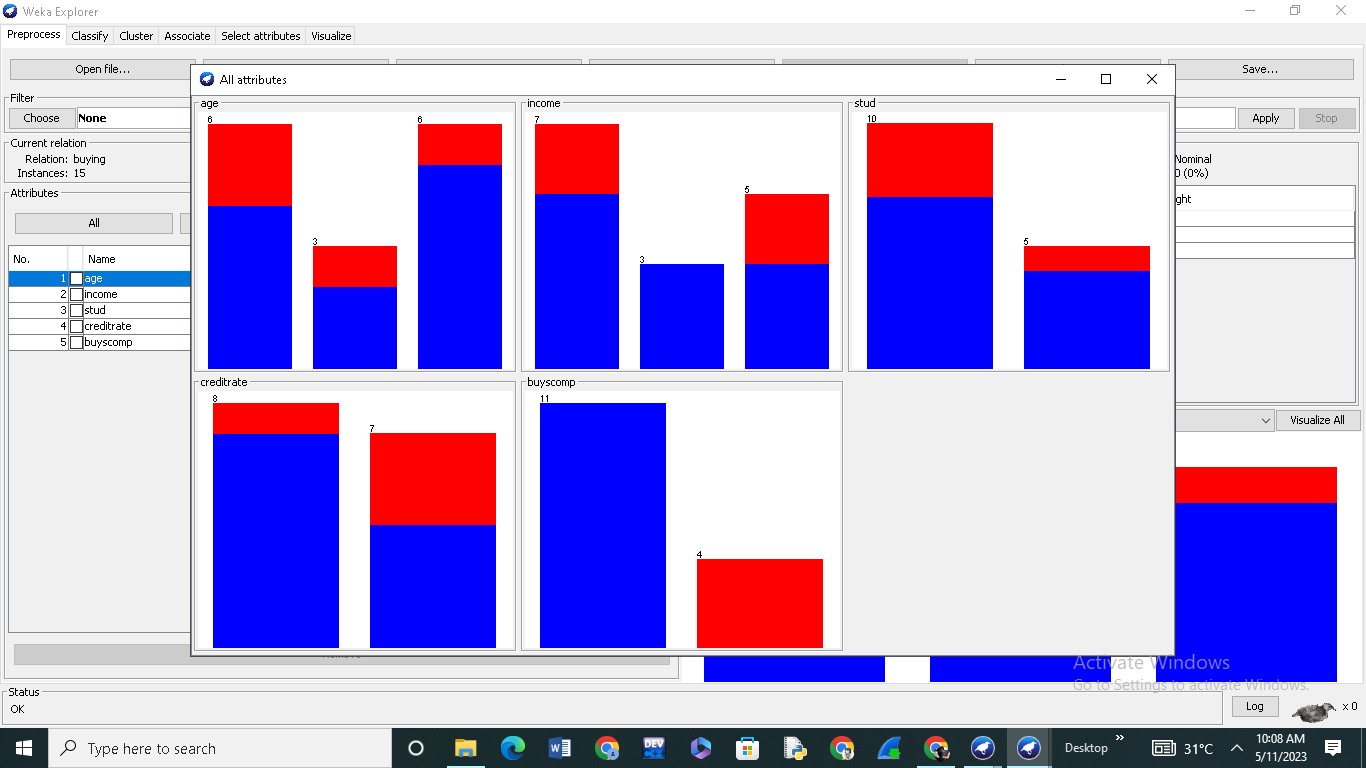 Weka Explorer
Preprocess Classify Cluster Associate Select attributes Visualize
Open file...
Save...
All attributes
Filter
Choose None
Apply Stop
Current relation
Relation: buying
Instances: 15
Nominal
0 (0%)
ght
Attributes
All
No. Name
1 age
2 income
3 stud
4 creditrate
5 buyscomp
age
6
3
6
income
7
3
5
stud
10
5
creditrate
8
7
buyscomp
11
4
Visualize All
Activate Windows
Go to Settings to activate Windows.
Status
OK
Log
x 0
Type here to search
DEV
Desktop
»
31°C
10:08 AM
5/11/2023